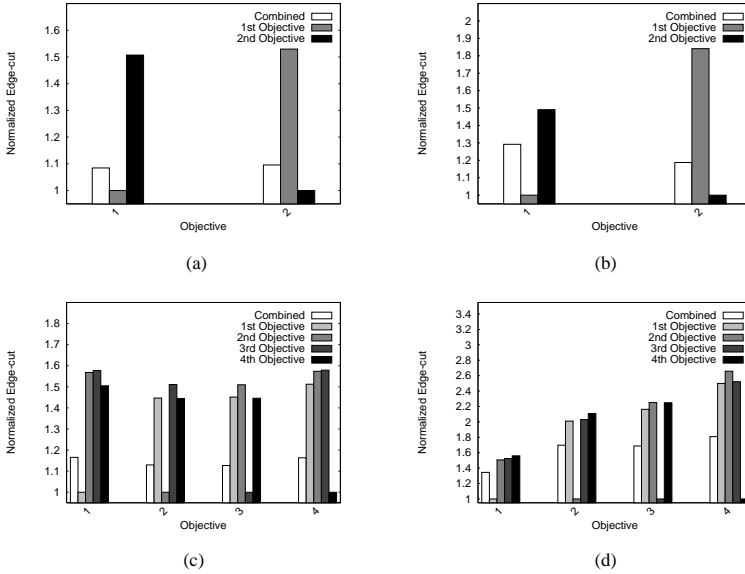 Combined
1st Objective
2nd Objective
1.6
1.5
1.4
1.3
1.2
1.1
1
Normalized Edge-cut
1
2
Objective
(a)
Combined
1st Objective
2nd Objective
2
1.9
1.8
1.7
1.6
1.5
1.4
1.3
1.2
1.1
1
Normalized Edge-cut
1
2
Objective
(b)
Combined
1st Objective
2nd Objective
3rd Objective
4th Objective
1.8
1.7
1.6
1.5
1.4
1.3
1.2
1.1
1
Normalized Edge-cut
1
2
3
4
Objective
(c)
Combined
1st Objective
2nd Objective
3rd Objective
4th Objective
3.4
3.2
3
2.8
2.6
2.4
2.2
2
1.8
1.6
1.4
1.2
1
Normalized Edge-cut
1
2
3
4
Objective
(d)